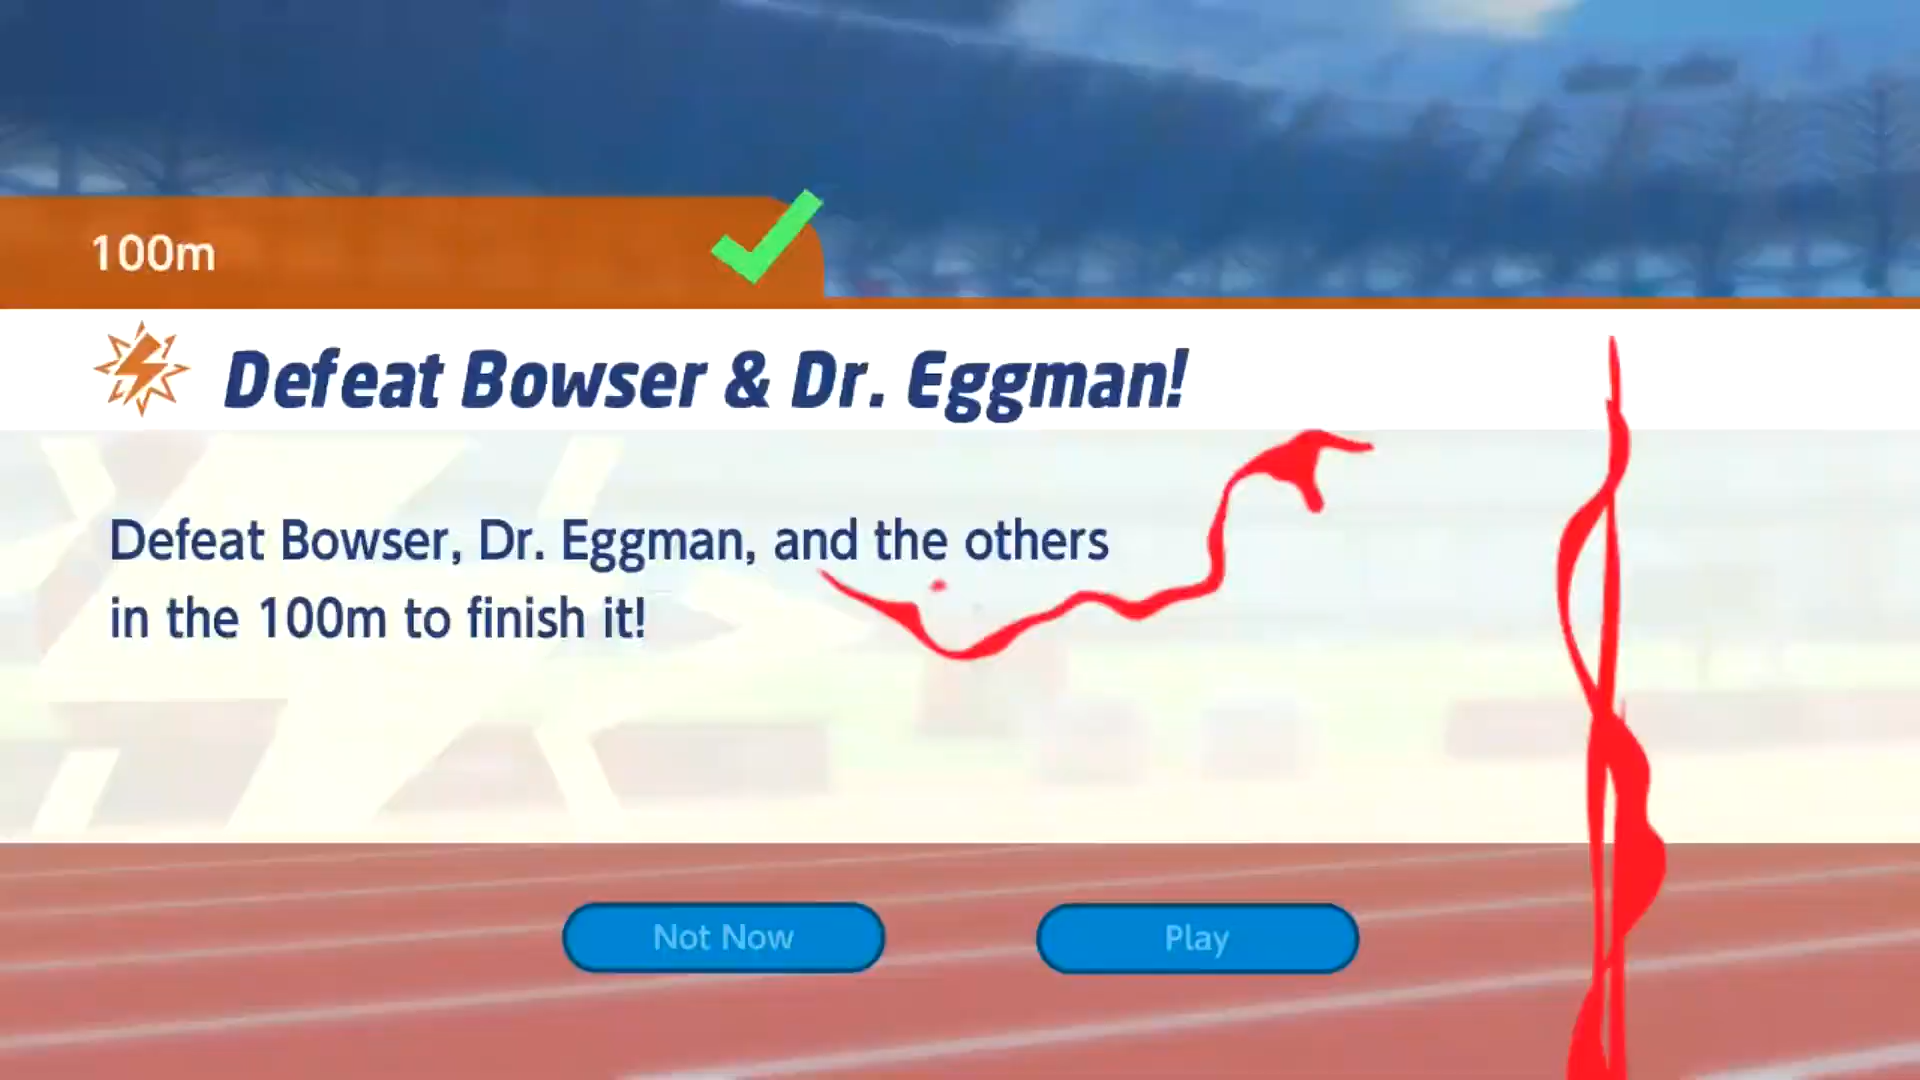 100m
Defeat Bowser & Dr. Eggman!
Defeat Bowser, Dr. Eggman, and the others
in the 100m to finish it!
Not Now
Play